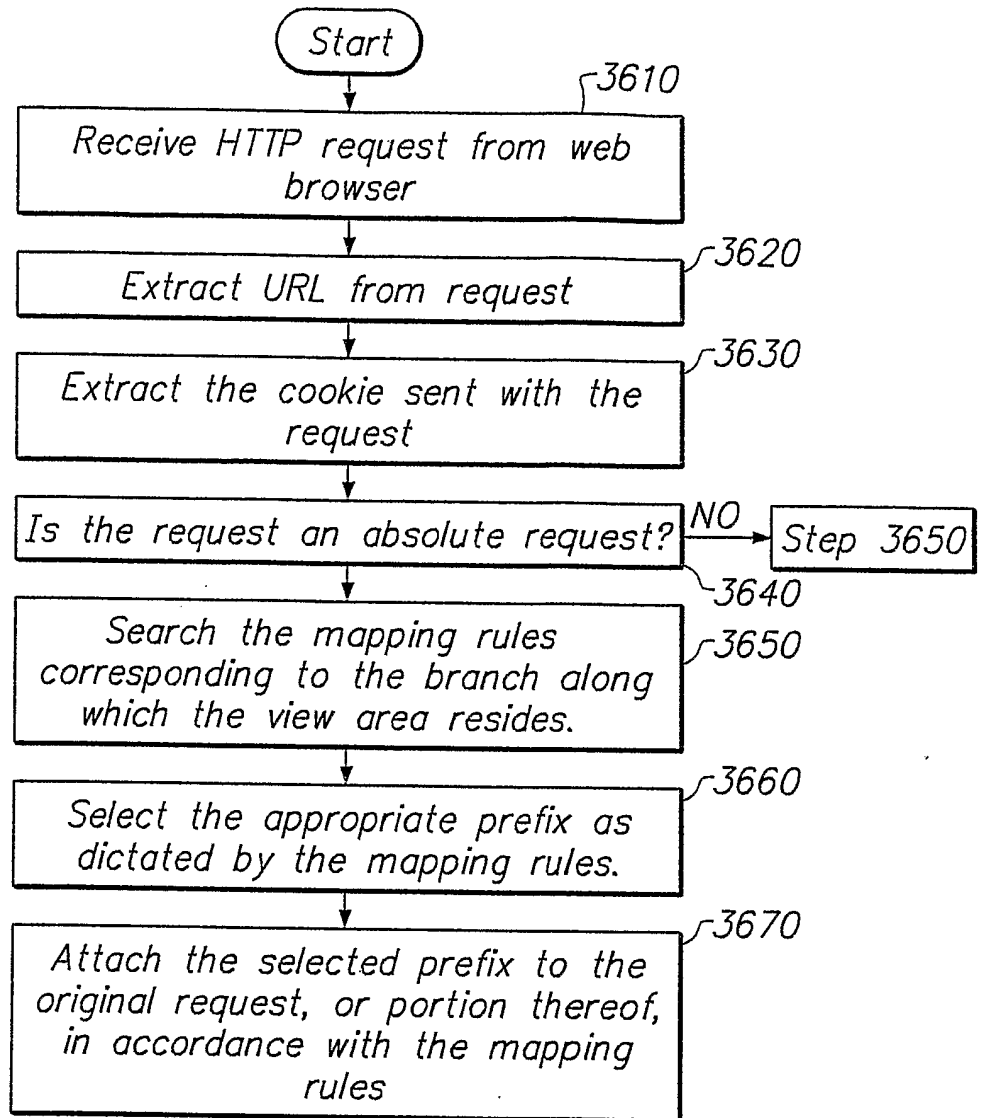 Start
3610
Receive HTTP request from web
browser
3620
Extract URL from request
3630
Extract the cookie sent with the
request
Is the request an absolute request?
NO
Step 3650
3640
Search the mapping rules
corresponding to the branch along
which the view area resides.
3650
3660
Select the appropriate prefix as
dictated by the mapping rules.
3670
Attach the selected prefix to the
original request, or portion thereof,
in accordance with the mapping
rules